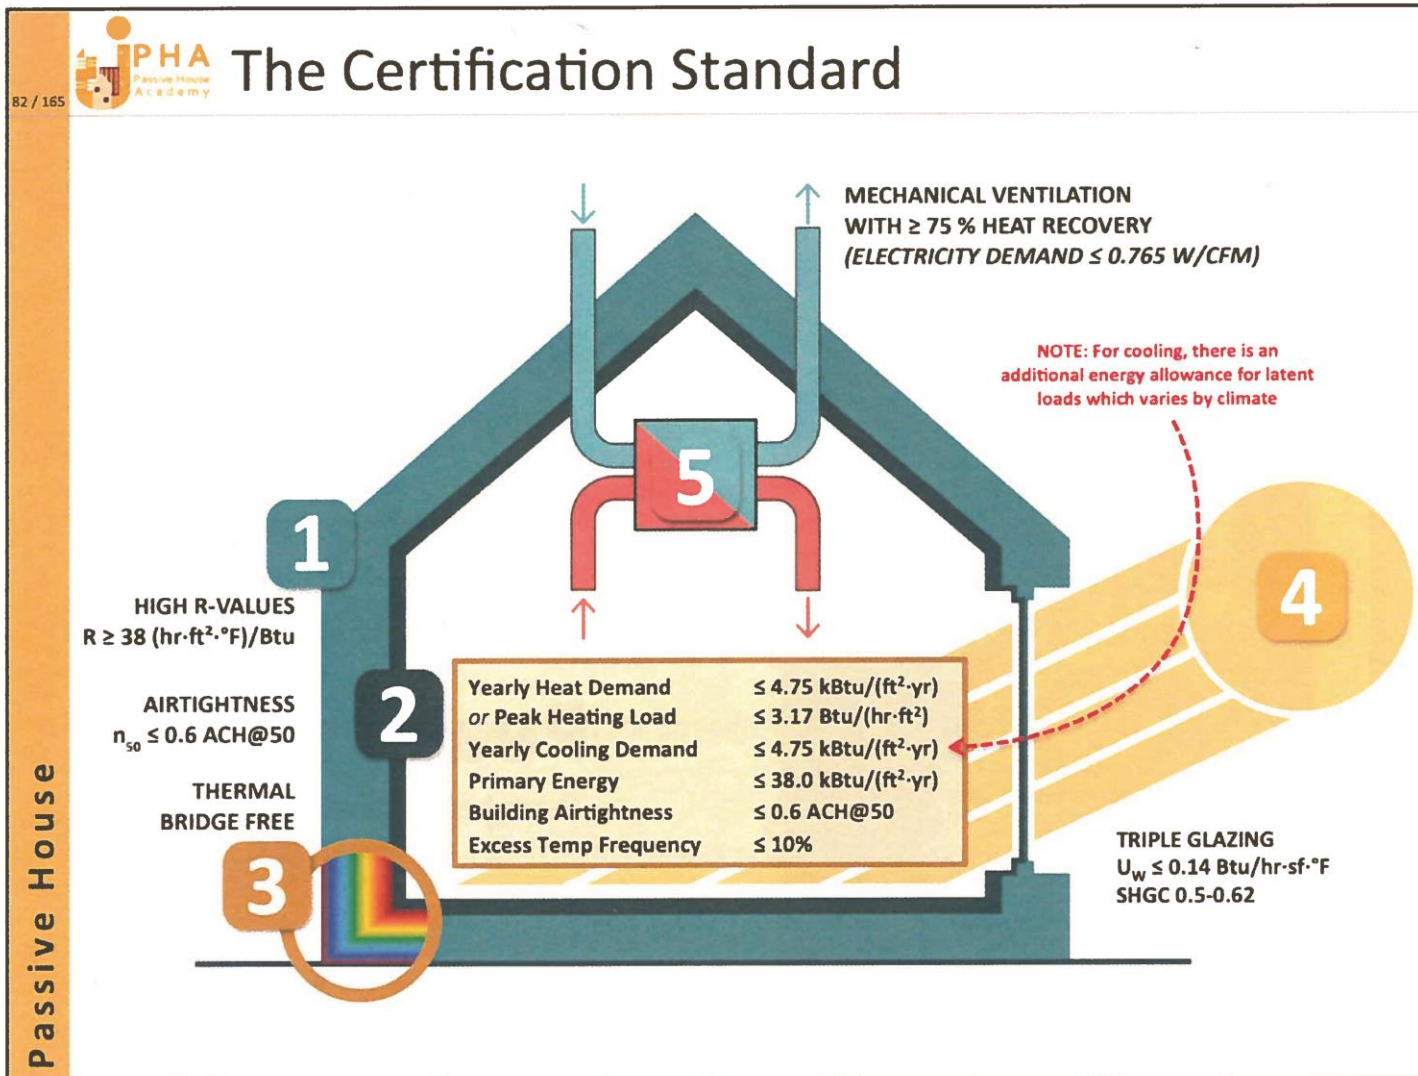 82 / 165
PHA
Passive House
Academy
The Certification Standard
Passive House
MECHANICAL VENTILATION
WITH ≥ 75 % HEAT RECOVERY
(ELECTRICITY DEMAND ≤ 0.765 W/CFM)
NOTE: For cooling, there is an
additional energy allowance for latent
loads which varies by climate
5
1
HIGH R-VALUES
R ≥ 38 (hr·ft²·°F)/Btu
4
2
AIRTIGHTNESS
n₅₀ ≤ 0.6 ACH@50
THERMAL
BRIDGE FREE
3
Yearly Heat Demand ≤ 4.75 kBtu/(ft²·yr)
or Peak Heating Load ≤ 3.17 Btu/(hr·ft²)
Yearly Cooling Demand ≤ 4.75 kBtu/(ft²·yr)
Primary Energy ≤ 38.0 kBtu/(ft²·yr)
Building Airtightness ≤ 0.6 ACH@50
Excess Temp Frequency ≤ 10%
TRIPLE GLAZING
U_W ≤ 0.14 Btu/hr·sf·°F
SHGC 0.5-0.62